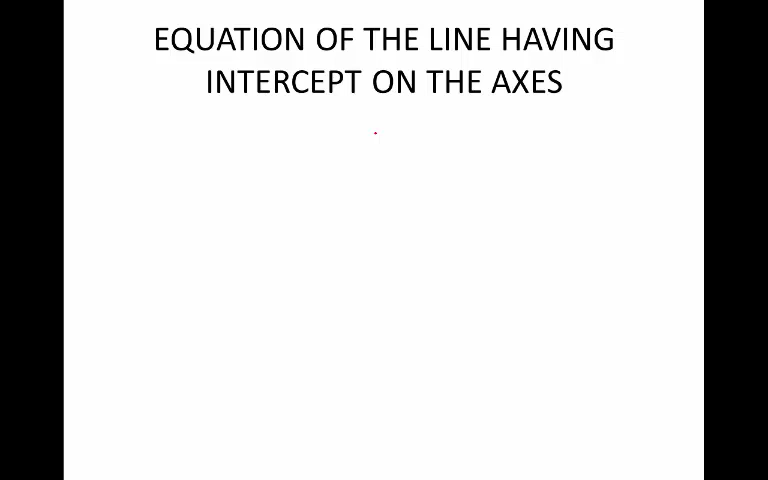 EQUATION OF THE LINE HAVING
INTERCEPT ON THE AXES